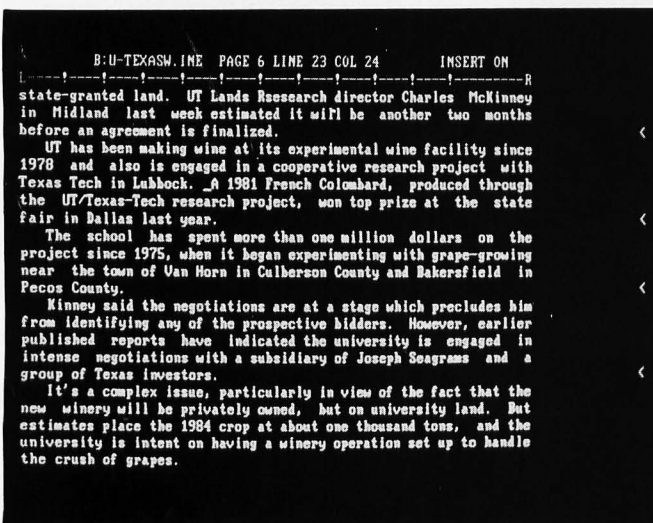 B:U-TEXASW.INE PAGE 6 LINE 23 COL 24 INSERT ON
L-----!----!----!----!----!----!----!----!----!----!----!---------R
state-granted land. UT Lands Rsesearch director Charles McKinney
in Midland last week estimated it will be another two months
before an agreement is finalized.
UT has been making wine at its experimental wine facility since
1978 and also is engaged in a cooperative research project with
Texas Tech in Lubbock. _A 1981 French Colombard, produced through
the UT/Texas-Tech research project, won top prize at the state
fair in Dallas last year.
The school has spent more than one million dollars on the
project since 1975, when it began experimenting with grape-growing
near the town of Van Horn in Culberson County and Bakersfield in
Pecos County.
Kinney said the negotiations are at a stage which precludes him
from identifying any of the prospective bidders. However, earlier
published reports have indicated the university is engaged in
intense negotiations with a subsidiary of Joseph Seagrams and a
group of Texas investors.
It's a complex issue, particularly in view of the fact that the
new winery will be privately owned, but on university land. But
estimates place the 1984 crop at about one thousand tons, and the
university is intent on having a winery operation set up to handle
the crush of grapes.